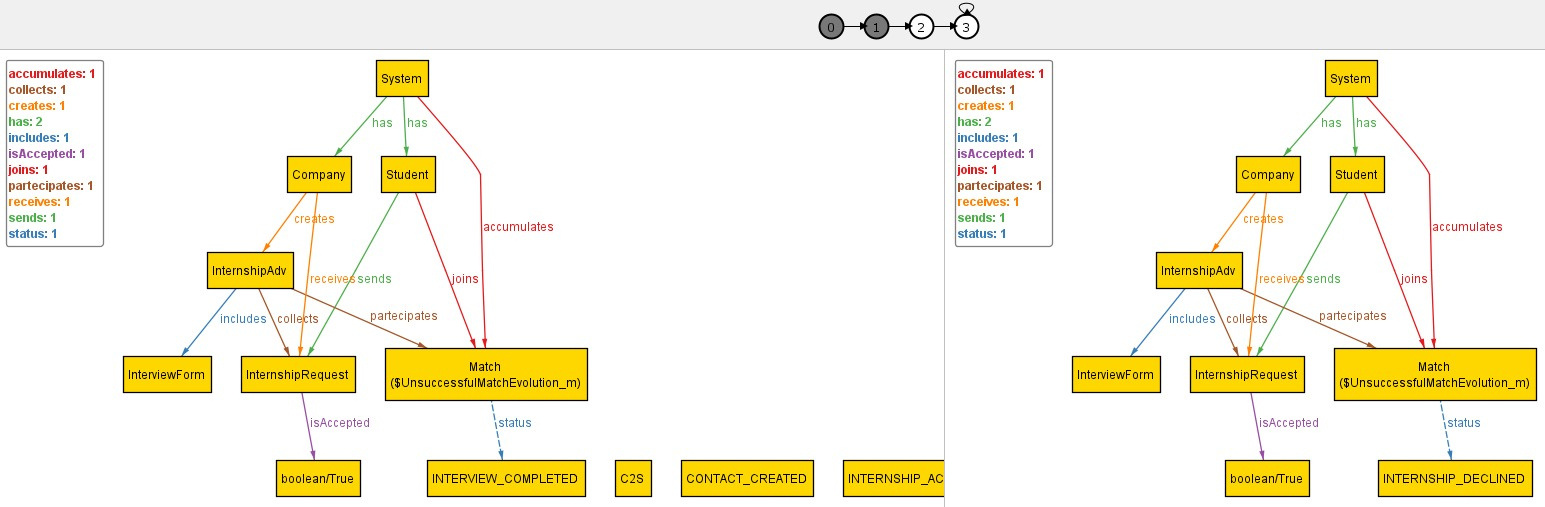 0 1 2 3
accumulates: 1
collects: 1
creates: 1
has: 2
includes: 1
isAccepted: 1
joins: 1
partecipates: 1
receives: 1
sends: 1
status: 1
System
has has
Company Student
creates
accumulates
InternshipAdv
receives sends joins
includes collects partecipates
InterviewForm InternshipRequest
Match
($UnsuccessfulMatchEvolution_m)
isAccepted status
boolean/True INTERVIEW_COMPLETED C2S CONTACT_CREATED INTERNSHIP_AC
accumulates: 1
collects: 1
creates: 1
has: 2
includes: 1
isAccepted: 1
joins: 1
partecipates: 1
receives: 1
sends: 1
status: 1
System
has has
Company Student
creates
accumulates
InternshipAdv
receives sends joins
includes collects partecipates
InterviewForm InternshipRequest
Match
($UnsuccessfulMatchEvolution_m)
isAccepted status
boolean/True INTERNSHIP_DECLINED